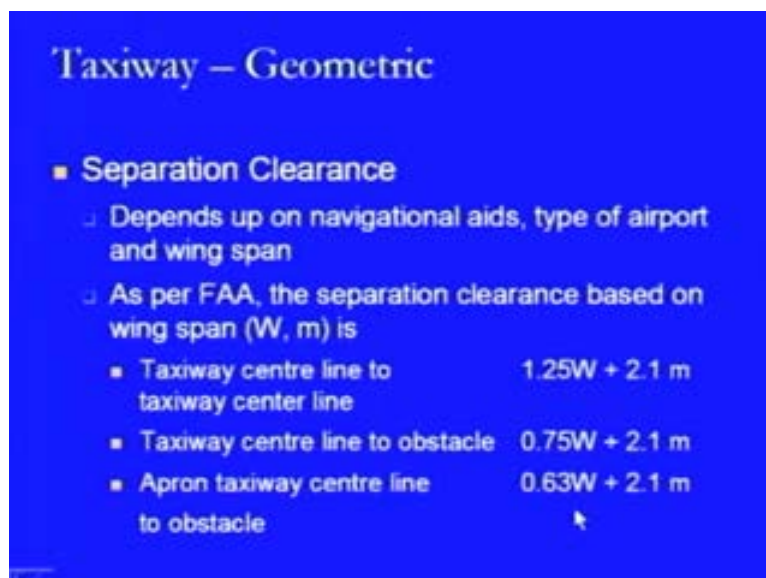 Taxiway – Geometric
Separation Clearance
Depends up on navigational aids, type of airport
and wing span
As per FAA, the separation clearance based on
wing span (W, m) is
Taxiway centre line to 1.25W + 2.1 m
taxiway center line
Taxiway centre line to obstacle 0.75W + 2.1 m
Apron taxiway centre line 0.63W + 2.1 m
to obstacle